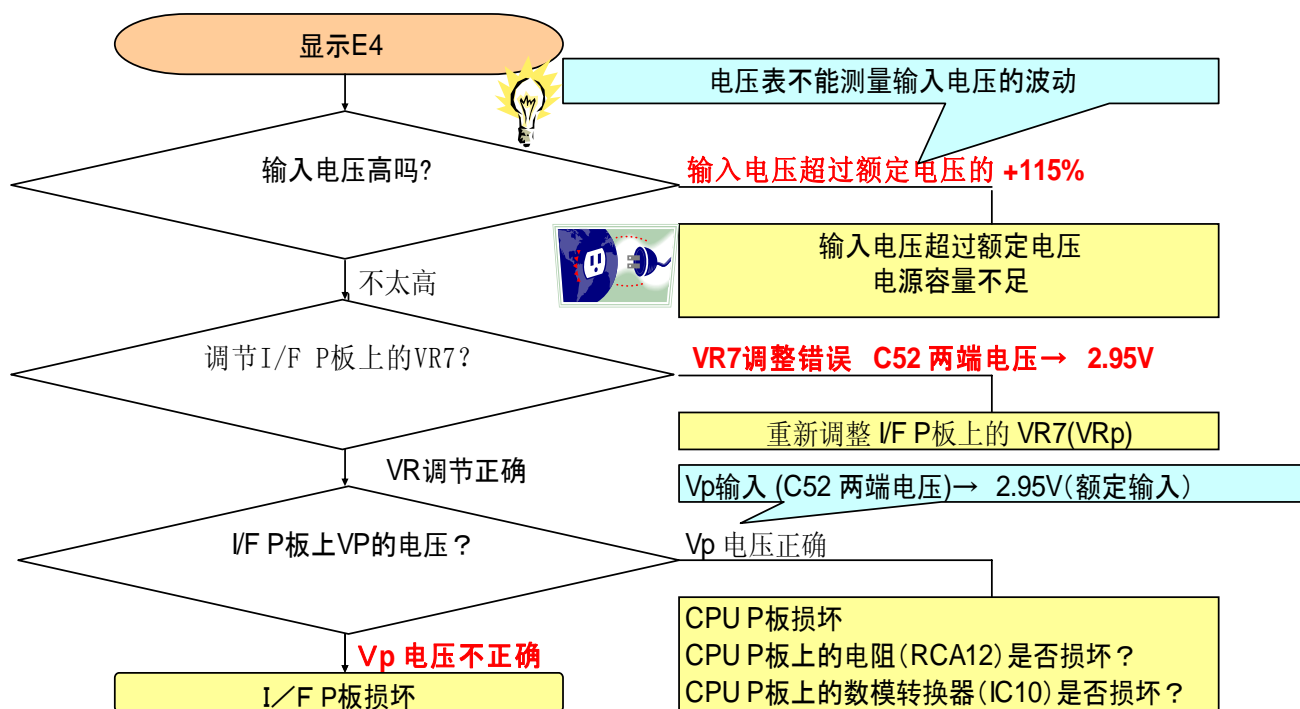 显示E4
电压表不能测量输入电压的波动
输入电压高吗?
输入电压超过额定电压的 +115%
输入电压超过额定电压
电源容量不足
不太高
调节I/F P板上的VR7?
VR7调整错误 C52 两端电压→ 2.95V
重新调整 I/F P板上的 VR7(VRp)
VR调节正确
Vp输入 (C52 两端电压)→ 2.95V(额定输入)
I/F P板上VP的电压？
Vp 电压正确
CPU P板损坏
CPU P板上的电阻(RCA12)是否损坏？
CPU P板上的数模转换器(IC10)是否损坏？
Vp 电压不正确
I／F P板损坏